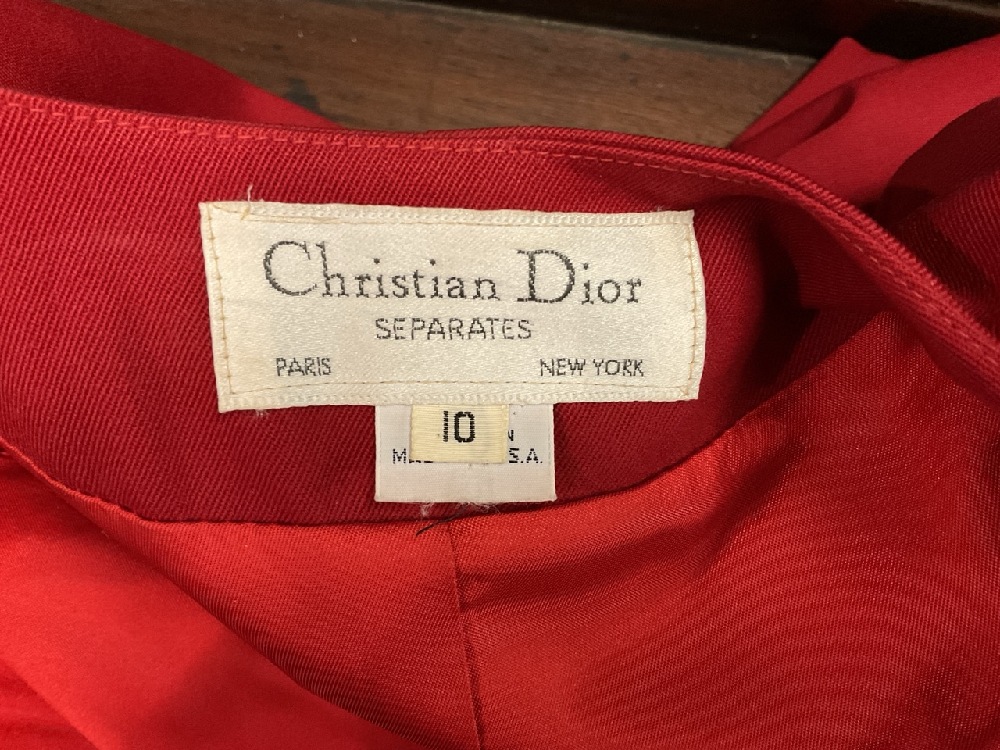 Christian Dior
SEPARATES
PARIS NEW YORK
10
S.A.